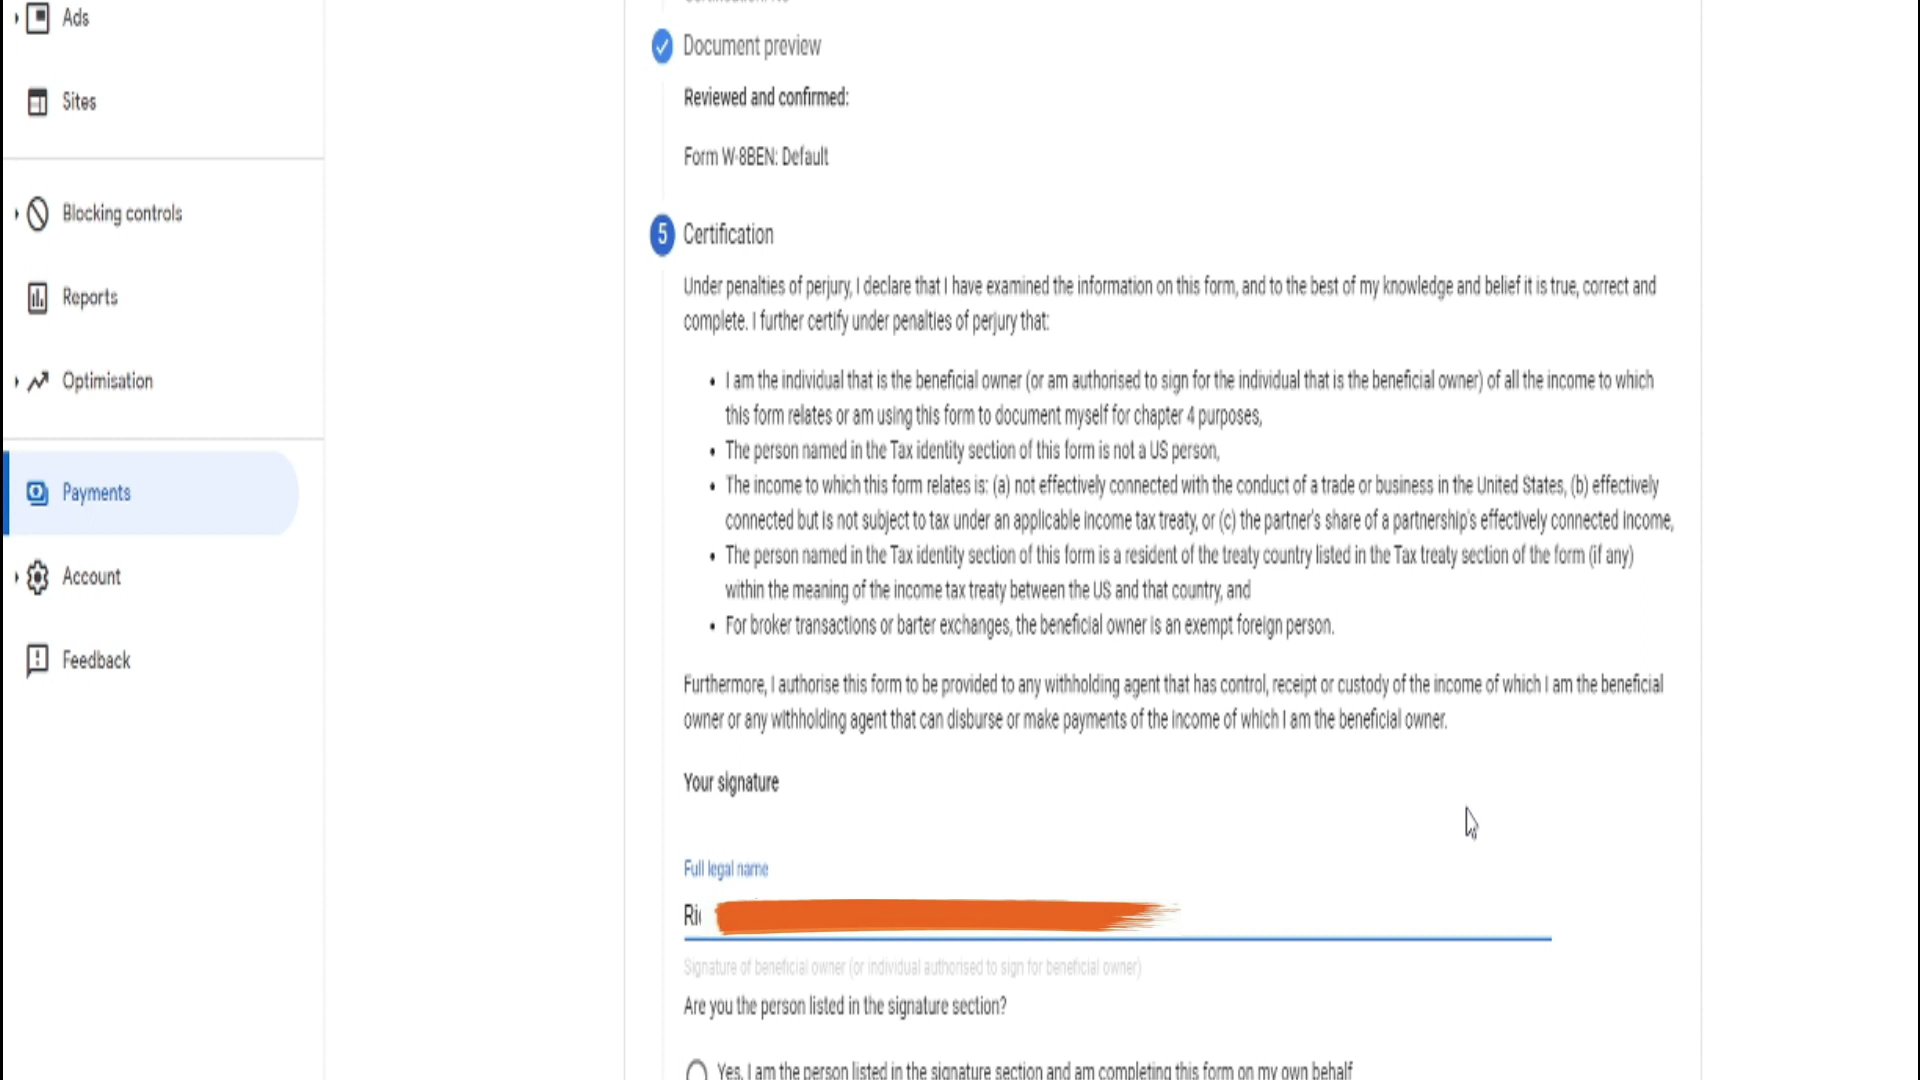 Ads
Sites
Blocking controls
Reports
Optimisation
Payments
Account
Feedback
Document preview
Reviewed and confirmed:
Form W-8BEN: Default
5 Certification
Under penalties of perjury, I declare that I have examined the information on this form, and to the best of my knowledge and belief it is true, correct and
complete. I further certify under penalties of perjury that:
• I am the individual that is the beneficial owner (or am authorised to sign for the individual that is the beneficial owner) of all the income to which
this form relates or am using this form to document myself for chapter 4 purposes,
• The person named in the Tax identity section of this form is not a US person,
• The income to which this form relates is: (a) not effectively connected with the conduct of a trade or business in the United States, (b) effectively
connected but is not subject to tax under an applicable income tax treaty, or (c) the partner's share of a partnership's effectively connected income,
• The person named in the Tax identity section of this form is a resident of the treaty country listed in the Tax treaty section of the form (if any)
within the meaning of the income tax treaty between the US and that country, and
• For broker transactions or barter exchanges, the beneficial owner is an exempt foreign person.
Furthermore, I authorise this form to be provided to any withholding agent that has control, receipt or custody of the income of which I am the beneficial
owner or any withholding agent that can disburse or make payments of the income of which I am the beneficial owner.
Your signature
Full legal name
Signature of beneficial owner (or individual authorised to sign for beneficial owner)
Are you the person listed in the signature section?
Yes, I am the person listed in the signature section and am completing this form on my own behalf